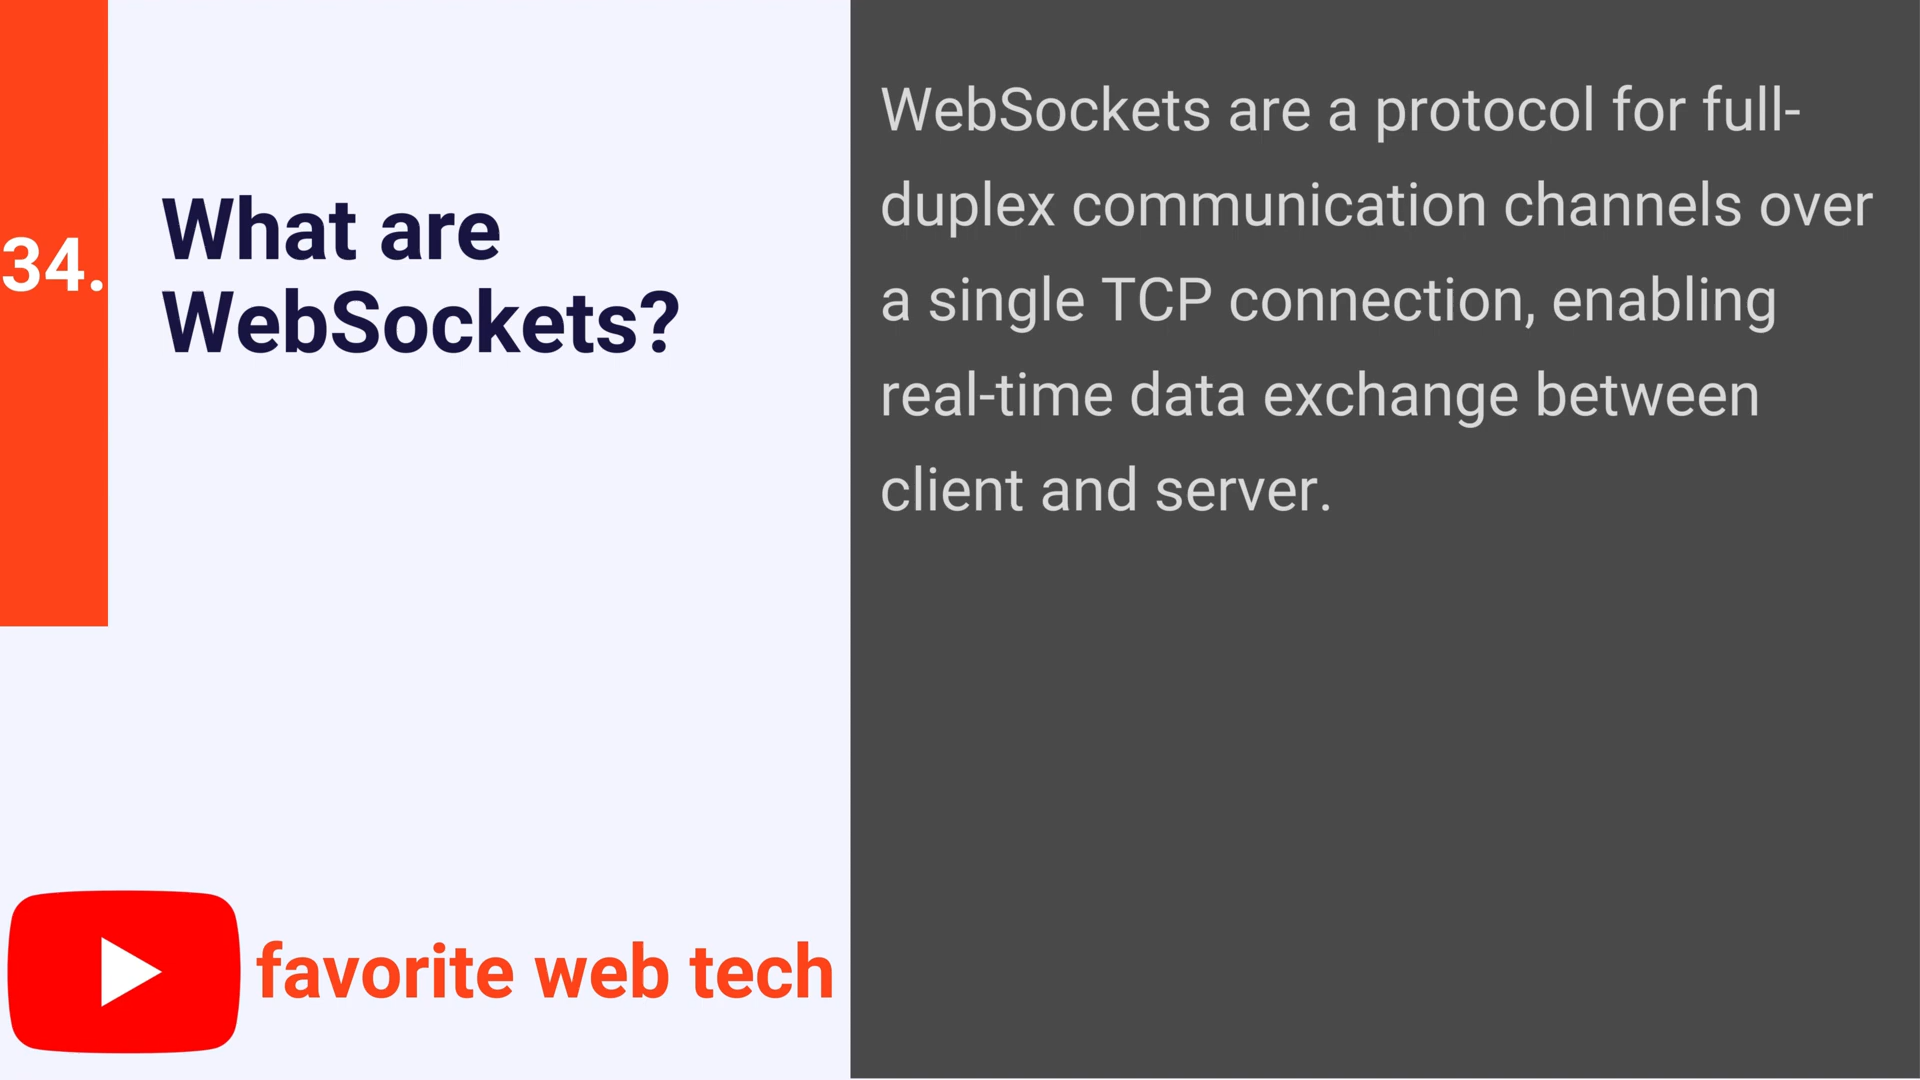 34.
What are
WebSockets?
WebSockets are a protocol for full-
duplex communication channels over
a single TCP connection, enabling
real-time data exchange between
client and server.
favorite web tech